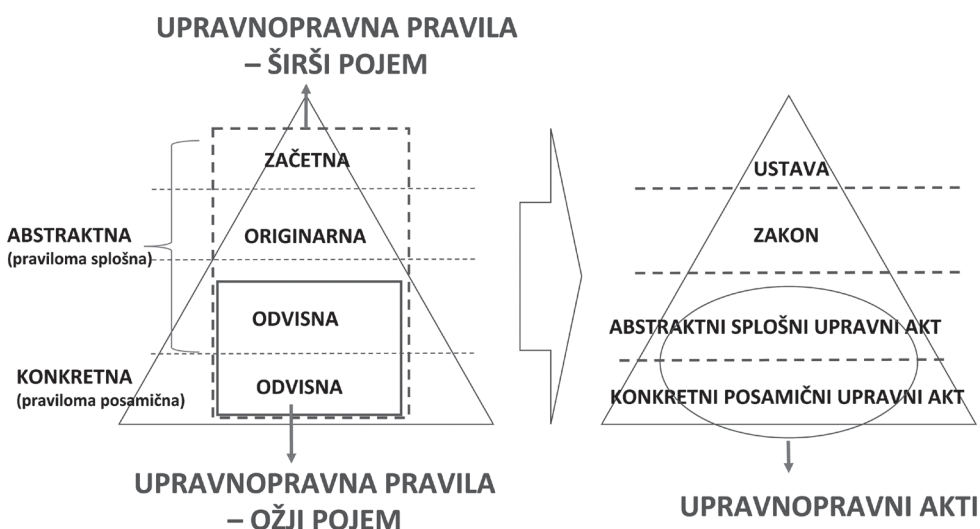 UPRAVNOPRAVNA PRAVILA
– ŠIRŠI POJEM
ZAČETNA
ABSTRAKTNA
(praviloma splošna)
ORIGINARNA
ODVISNA
KONKRETNA
(praviloma posamična)
ODVISNA
UPRAVNOPRAVNA PRAVILA
– OŽJI POJEM
USTAVA
ZAKON
ABSTRAKTNI SPLOŠNI UPRAVNI AKT
KONKRETNI POSAMIČNI UPRAVNI AKT
UPRAVNOPRAVNI AKTI